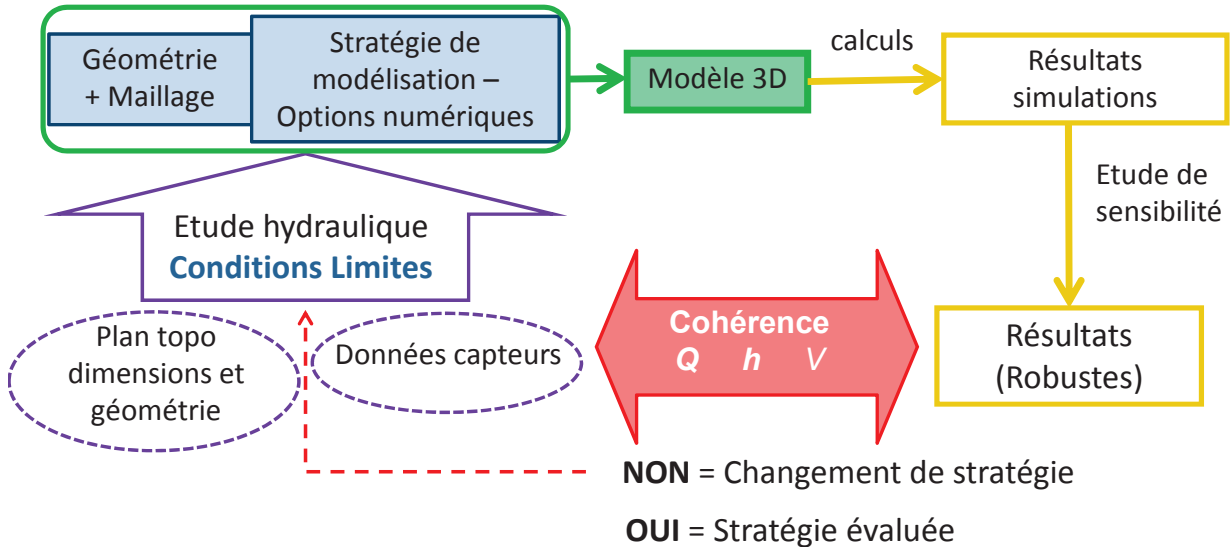 Géométrie
+ Maillage
Stratégie de
modélisation –
Options numériques
Modèle 3D
calculs
Résultats
simulations
Etude de
sensibilité
Etude hydraulique
Conditions Limites
Plan topo
dimensions et
géométrie
Données capteurs
Cohérence
Q h V
Résultats
(Robustes)
NON = Changement de stratégie
OUI = Stratégie évaluée